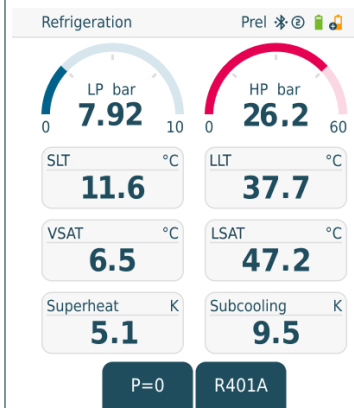 Refrigeration Prel 2
LP bar HP bar
7.92 26.2
0 10 0 60
SLT °C LLT °C
11.6 37.7
VSAT °C LSAT °C
6.5 47.2
Superheat K Subcooling K
5.1 9.5
P=0 R401A